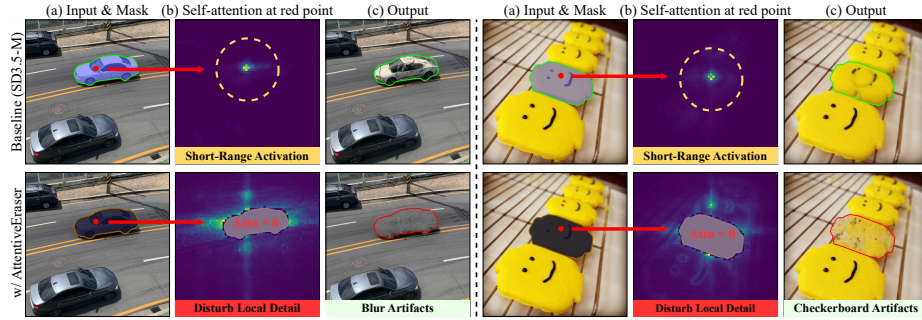 (a) Input & Mask (b) Self-attention at red point (c) Output (a) Input & Mask (b) Self-attention at red point (c) Output
Baseline (SD3.5-M)
Short-Range Activation
Short-Range Activation
w/ AttentiveEraser
Attn = 0
Disturb Local Detail
Blur Artifacts
Attn = 0
Disturb Local Detail
Checkerboard Artifacts